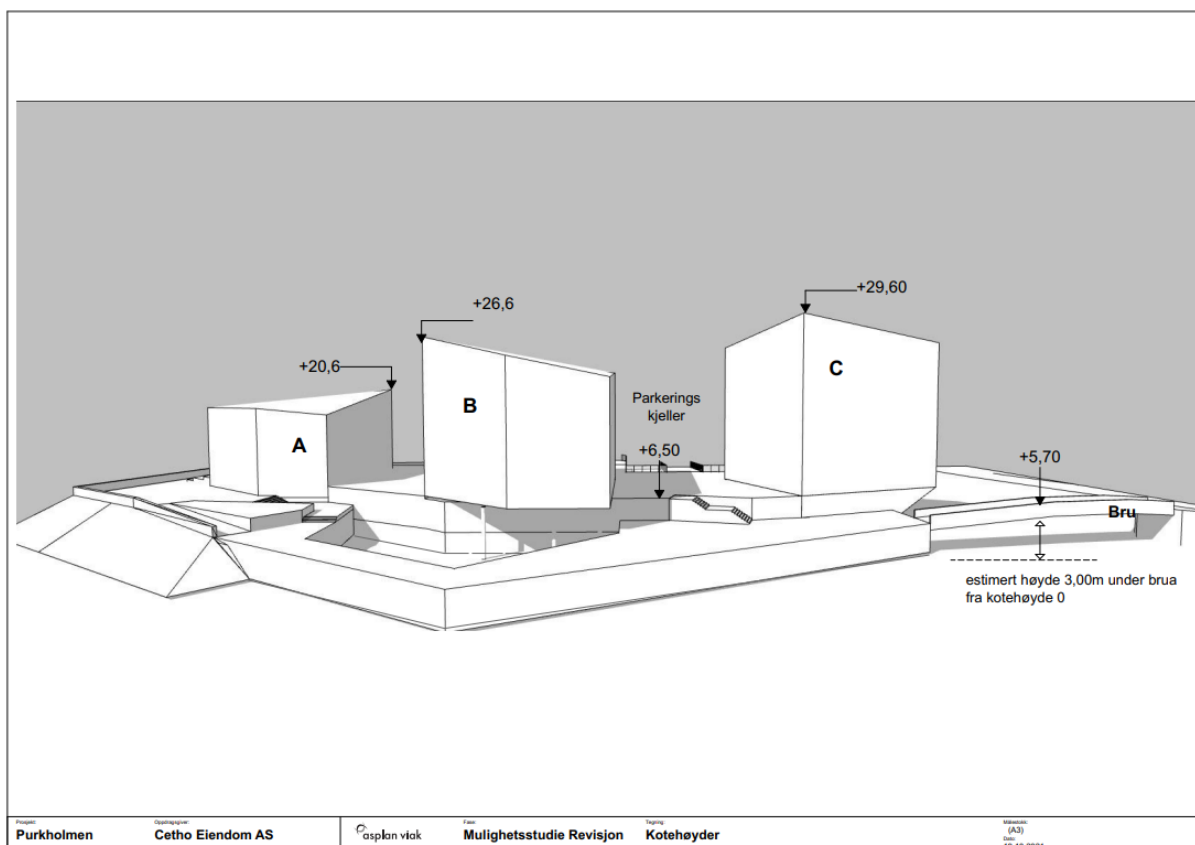 +29,60
+26,6
+20,6
C
Parkerings
kjeller
B
A
+6,50
+5,70
Bru
estimert høyde 3,00m under brua
fra kotehøyde 0
Prosjekt:
Oppdragsgiver:
Fase:
Tegning:
Målestokk:
Purkholmen
Cetho Eiendom AS
asplan viak
Mulighetsstudie Revisjon
Kotehøyder
(A3)
Dato: